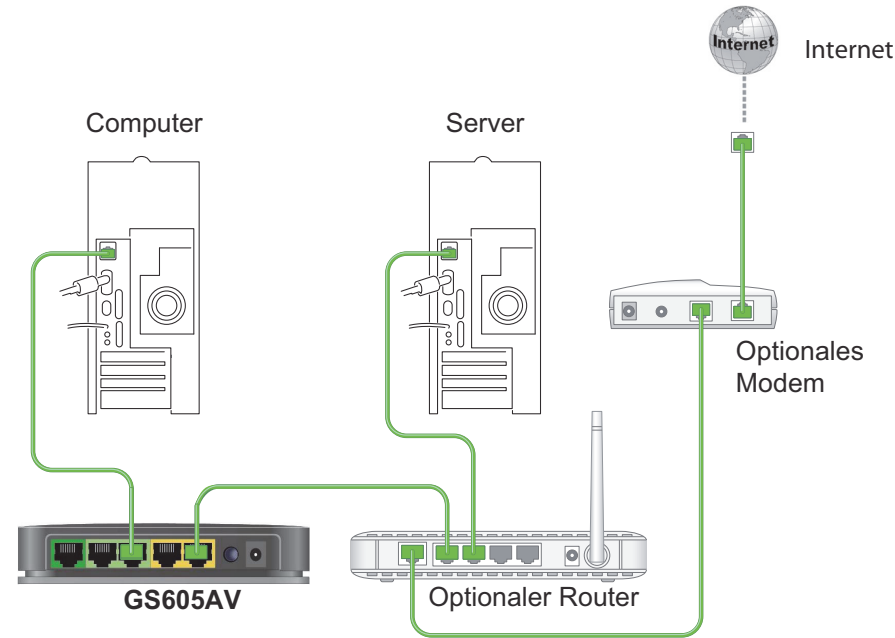 Internet
Internet
Computer
Server
Optionales
Modem
GS605AV
Optionaler Router